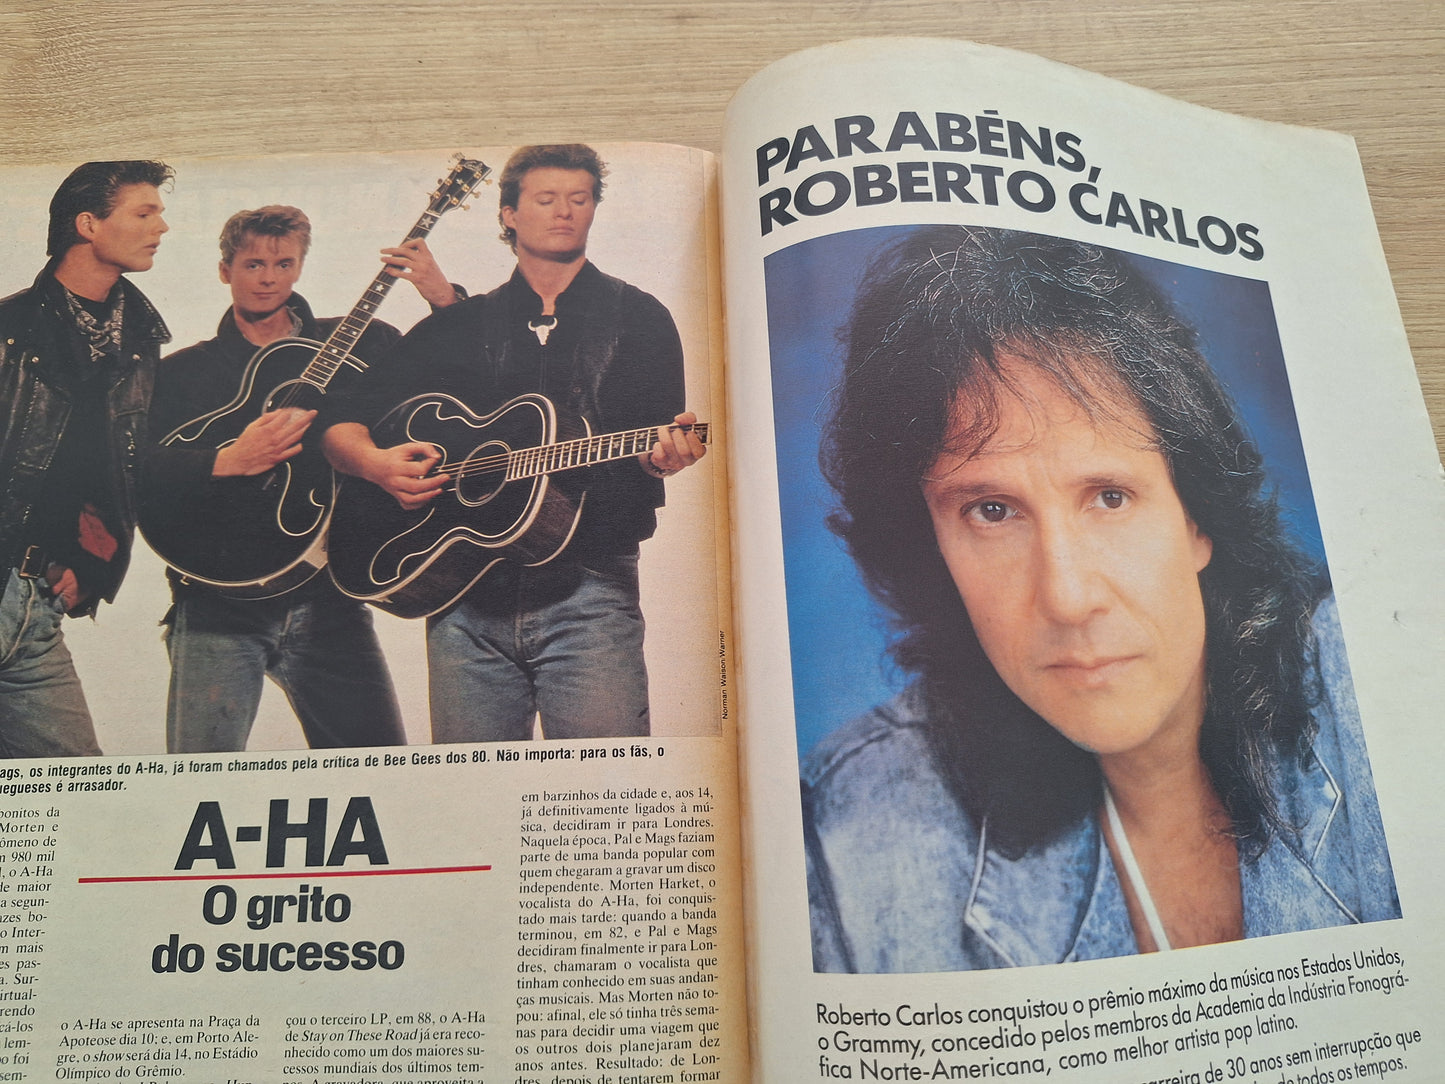 Norman Waison/Warner
ags, os integrantes do A-Ha, já foram chamados pela crítica de Bee Gees dos 80. Não importa: para os fãs, o
uegueses é arrasador.
A-HA
O grito
do sucesso
bonitos da
Morten e
ômeno de
m 980 mil
l, o A-Ha
de maior
a segun-
azes bo-
o Inter-
m mais
es pas-
a. Sur-
irtual-
rendo
cá-los
lem-
o foi
sem-
o A-Ha se apresenta na Praça da
Apoteose dia 10; e, em Porto Ale-
gre, o show será dia 14, no Estádio
Olímpico do Grêmio.
çou o terceiro LP, em 88, o A-Ha
de Stay on These Road já era reco-
nhecido como um dos maiores su-
cessos mundiais dos últimos tem-
pos. A gravadora, que aproveita a
em barzinhos da cidade e, aos 14,
já definitivamente ligados à mú-
sica, decidiram ir para Londres.
Naquela época, Pal e Mags faziam
parte de uma banda popular com
quem chegaram a gravar um disco
independente. Morten Harket, o
vocalista do A-Ha, foi conquis-
tado mais tarde: quando a banda
terminou, em 82, e Pal e Mags
decidiram finalmente ir para Lon-
dres, chamaram o vocalista que
tinham conhecido em suas andan-
ças musicais. Mas Morten não to-
pou: afinal, ele só tinha três sema-
nas para decidir uma viagem que
os outros dois planejaram dez
anos antes. Resultado: de Lon-
dres, depois de tentarem formar
PARABÉNS,
ROBERTO CARLOS
Roberto Carlos conquistou o prêmio máximo da música nos Estados Unidos,
o Grammy, concedido pelos membros da Academia da Indústria Fonográ-
fica Norte-Americana, como melhor artista pop latino.
carreira de 30 anos sem interrupção que
de todos os tempos.